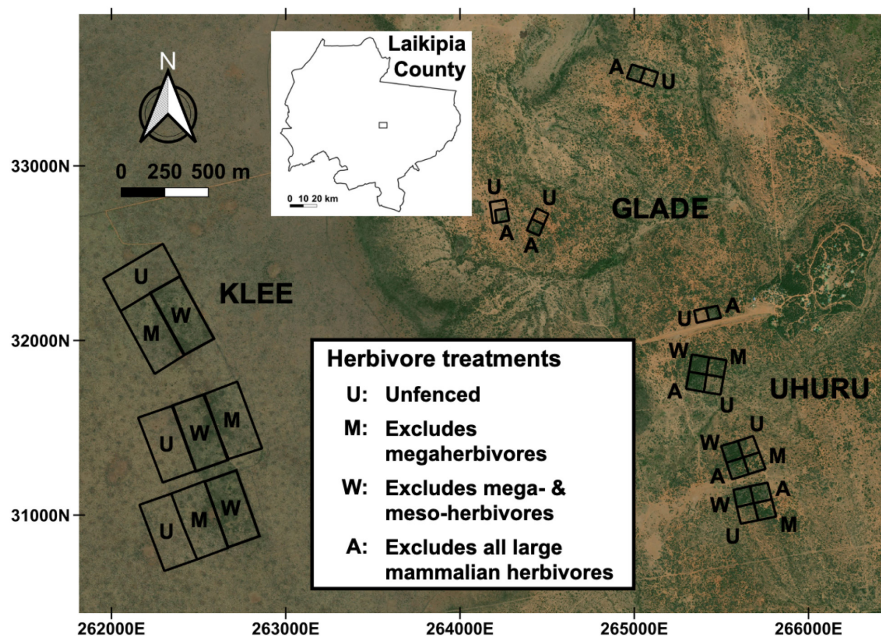 N
0 250 500 m
Laikipia
County
0 10 20 km
33000N
32000N
31000N
262000E 263000E 264000E 265000E 266000E
KLEE
U
M W
U W M
U M W
GLADE
A U
U U
A A
U A
UHURU
W M
A U
W U
A M
W A
U M
Herbivore treatments
U: Unfenced
M: Excludes
megaherbivores
W: Excludes mega- &
meso-herbivores
A: Excludes all large
mammalian herbivores